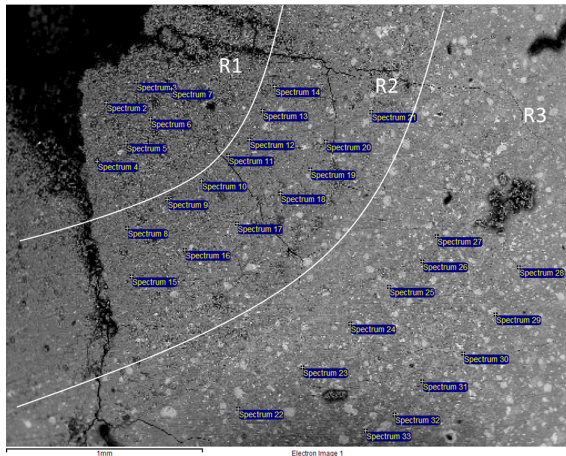 R1
R2
R3
Spectrum 3
Spectrum 7
Spectrum 14
Spectrum 2
Spectrum 13
Spectrum 21
Spectrum 6
Spectrum 5
Spectrum 12
Spectrum 20
Spectrum 4
Spectrum 11
Spectrum 19
Spectrum 10
Spectrum 18
Spectrum 9
Spectrum 8
Spectrum 17
Spectrum 27
Spectrum 16
Spectrum 26
Spectrum 28
Spectrum 15
Spectrum 25
Spectrum 29
Spectrum 24
Spectrum 30
Spectrum 23
Spectrum 31
Spectrum 22
Spectrum 32
Spectrum 33
1mm
Electron Image 1